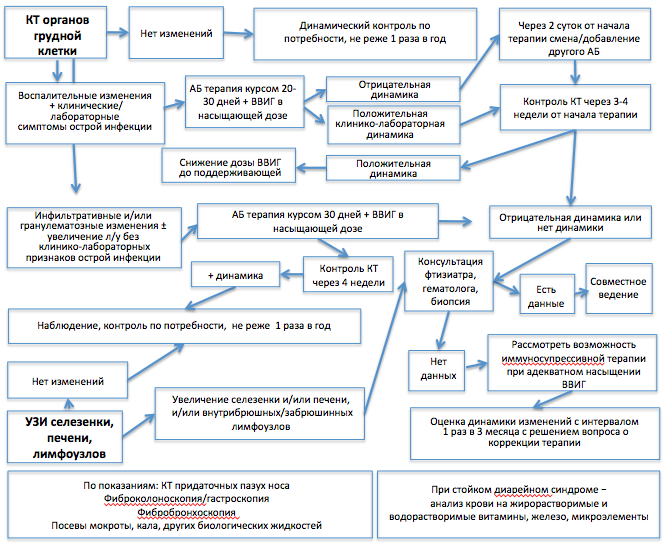 КТ органов
грудной
клетки
Нет изменений
Динамический контроль по
потребности, не реже 1 раза в год
Через 2 суток от начала
терапии смена/добавление
другого АБ
Воспалительные изменения
+ клинические/
лабораторные
симптомы острой инфекции
АБ терапия курсом 20-
30 дней + ВВИГ в
насыщающей дозе
Отрицательная
динамика
Положительная
клинико-лабораторная
динамика
Контроль КТ через 3-4
недели от начала терапии
Снижение дозы ВВИГ
до поддерживающей
Положительная
динамика
Инфильтративные и/или
гранулематозные изменения ±
увеличение л/у без
клинико-лабораторных
признаков острой инфекции
АБ терапия курсом 30 дней + ВВИГ в
насыщающей дозе
Отрицательная динамика или
нет динамики
+ динамика
Контроль КТ
через 4 недели
Консультация
фтизиатра,
гематолога,
биопсия
Есть
данные
Совместное
ведение
Наблюдение, контроль по потребности, не реже 1 раза в год
Нет
данных
Рассмотреть возможность
иммуносупрессивной терапии
при адекватном насыщении
ВВИГ
Нет изменений
УЗИ селезенки,
печени,
лимфоузлов
Увеличение селезенки и/или печени,
и/или внутрибрюшных/забрюшинных
лимфоузлов
Оценка динамики изменений с интервалом
1 раз в 3 месяца с решением вопроса о
коррекции терапии
По показаниям: КТ придаточных пазух носа
Фиброколоноскопия/гастроскопия
Фибробронхоскопия
Посевы мокроты, кала, других биологических жидкостей
При стойком диарейном синдроме –
анализ крови на жирорастворимые и
водорастворимые витамины, железо, микроэлементы